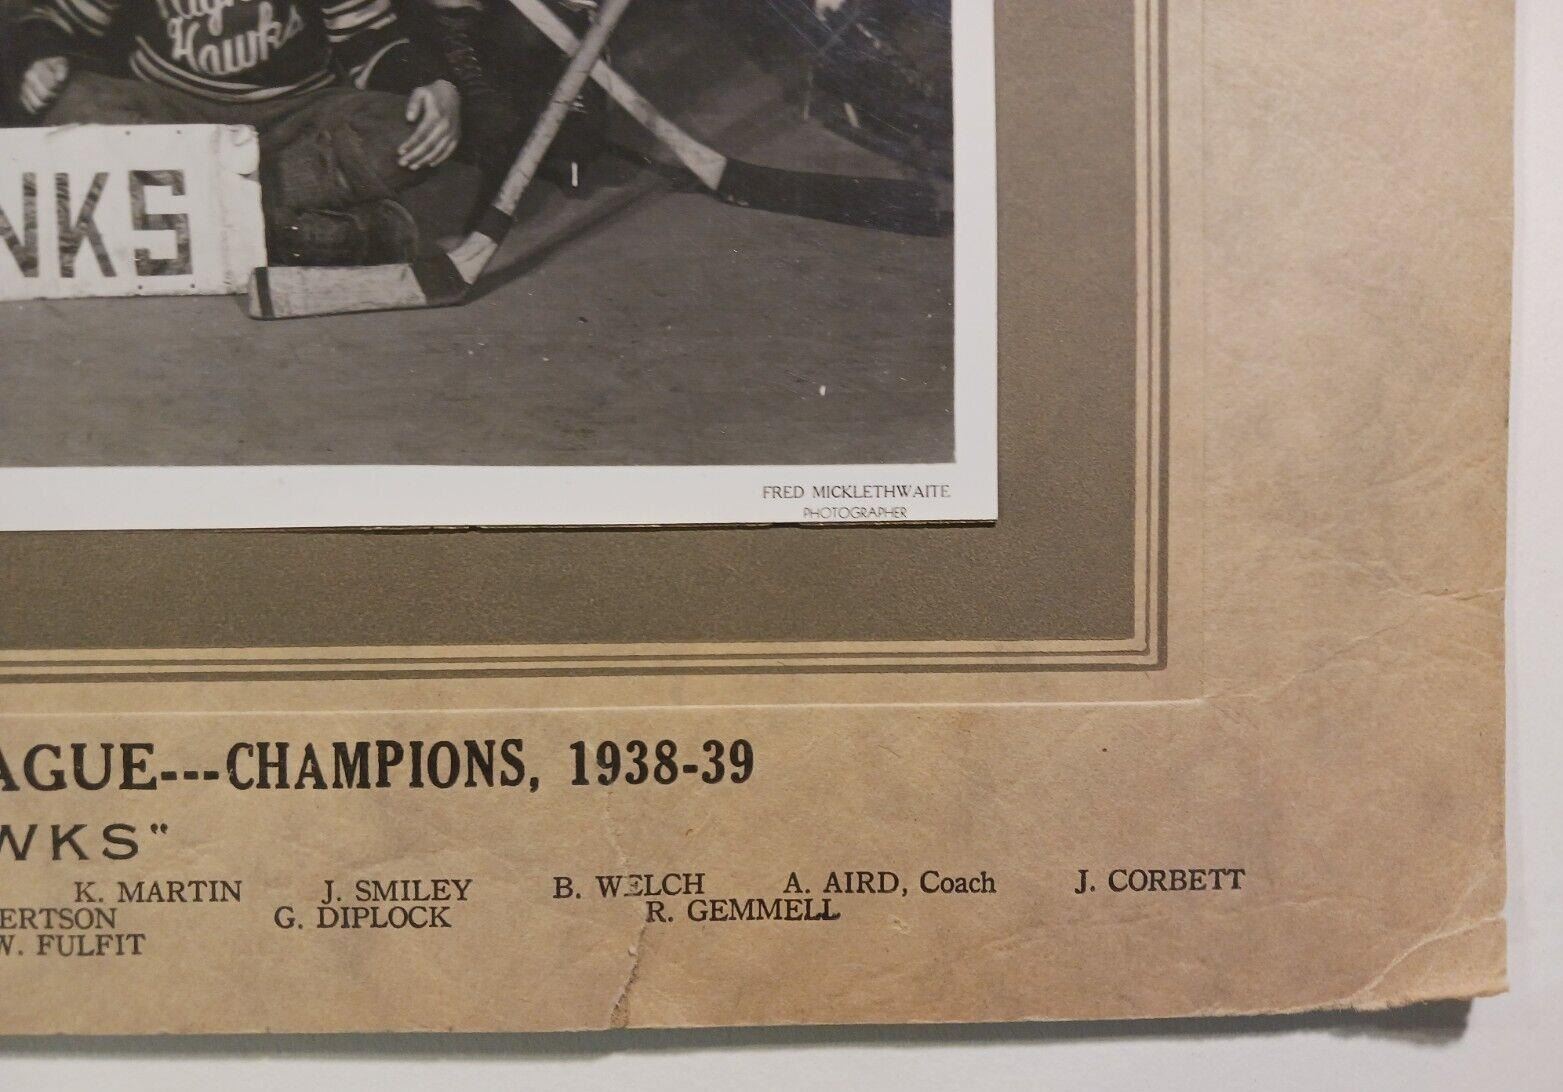 Hawks
NKS
FRED MICKLETHWAITE
PHOTOGRAPHER
AGUE---CHAMPIONS, 1938-39
WKS"
K. MARTIN J. SMILEY B. WELCH A. AIRD, Coach J. CORBETT
ERTSON G. DIPLOCK R. GEMMELL
W. FULFIT